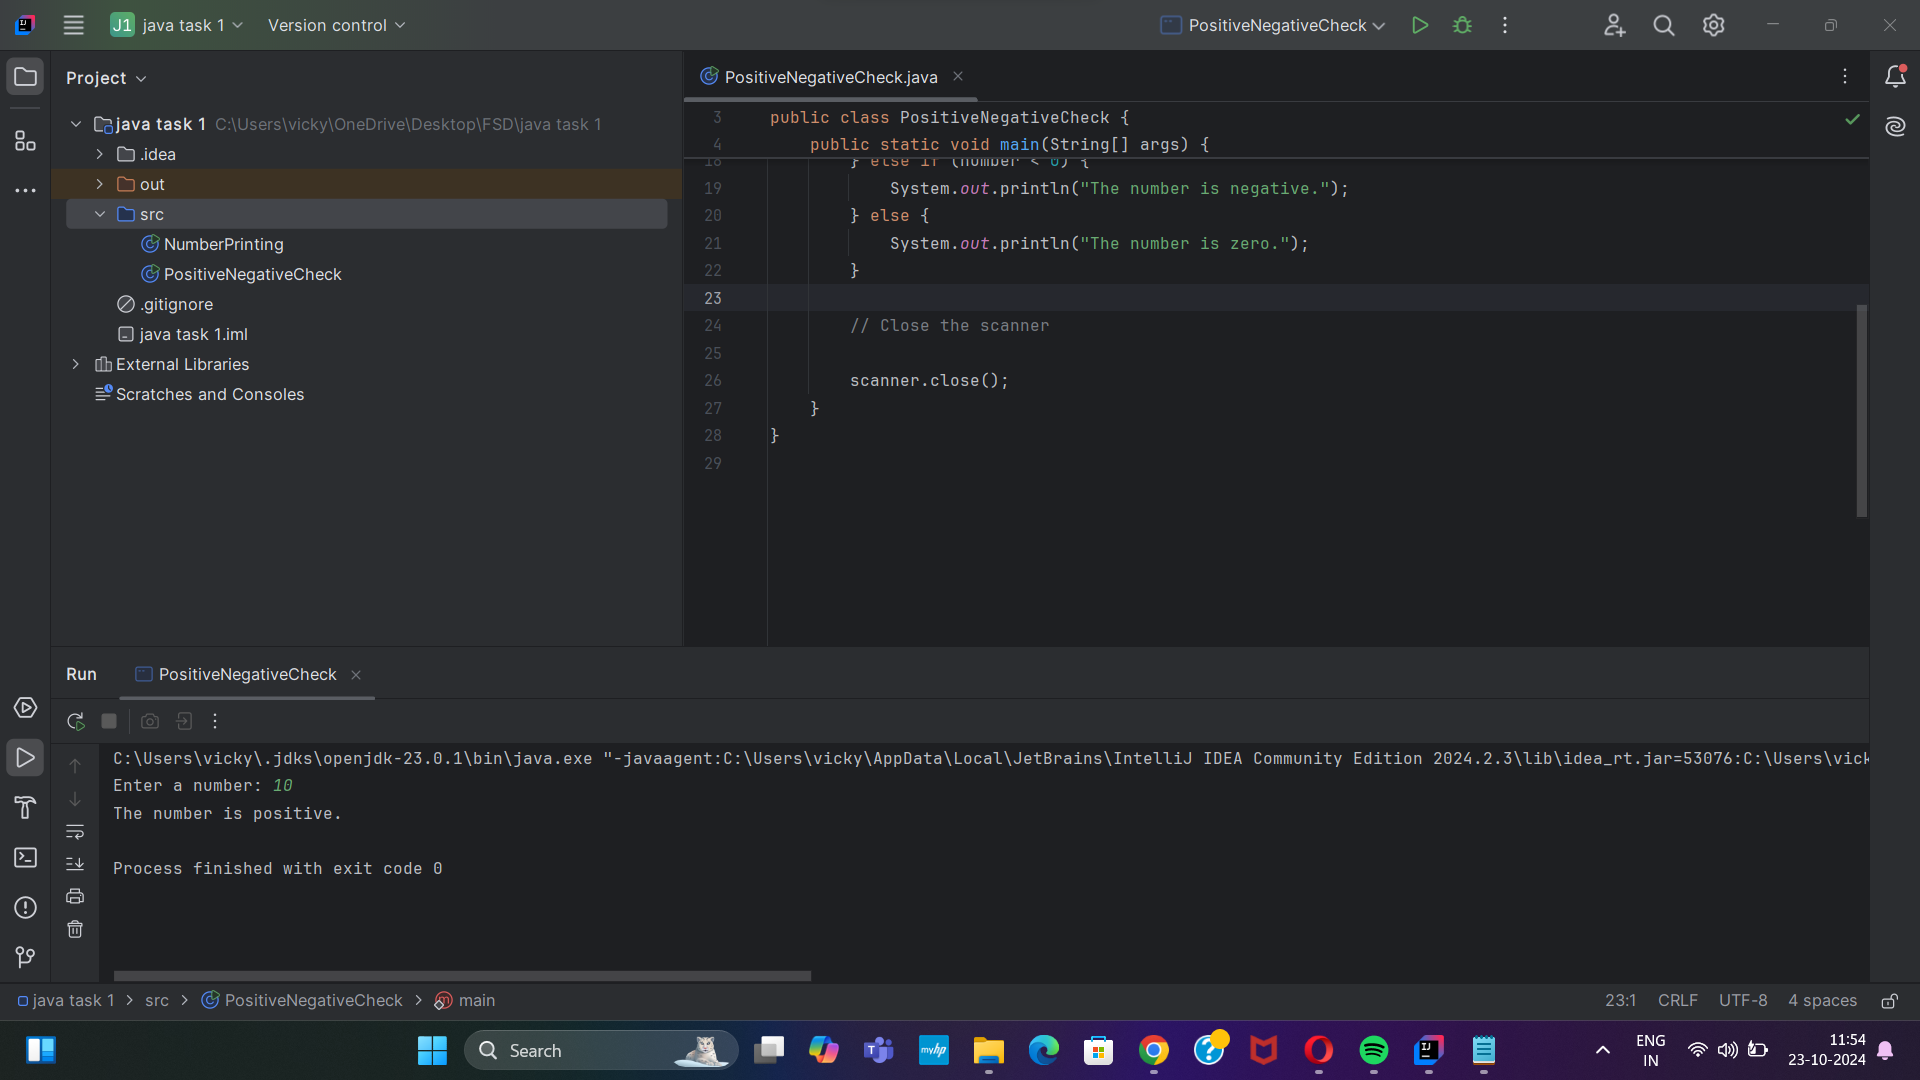 J1 java task 1 Version control PositiveNegativeCheck
Project
java task 1 C:\Users\vicky\OneDrive\Desktop\FSD\java task 1
.idea
out
src
NumberPrinting
PositiveNegativeCheck
.gitignore
java task 1.iml
External Libraries
Scratches and Consoles
PositiveNegativeCheck.java
3 public class PositiveNegativeCheck {
4 public static void main(String[] args) {
18 } else if (number < 0) {
19 System.out.println("The number is negative.");
20 } else {
21 System.out.println("The number is zero.");
22 }
23
24 // Close the scanner
25
26 scanner.close();
27 }
28 }
29
Run PositiveNegativeCheck
C:\Users\vicky\.jdks\openjdk-23.0.1\bin\java.exe "-javaagent:C:\Users\vicky\AppData\Local\JetBrains\IntelliJ IDEA Community Edition 2024.2.3\lib\idea_rt.jar=53076:C:\Users\vick
Enter a number: 10
The number is positive.
Process finished with exit code 0
java task 1 > src > PositiveNegativeCheck > main 23:1 CRLF UTF-8 4 spaces
Search
myhp
ENG
IN
11:54
23-10-2024